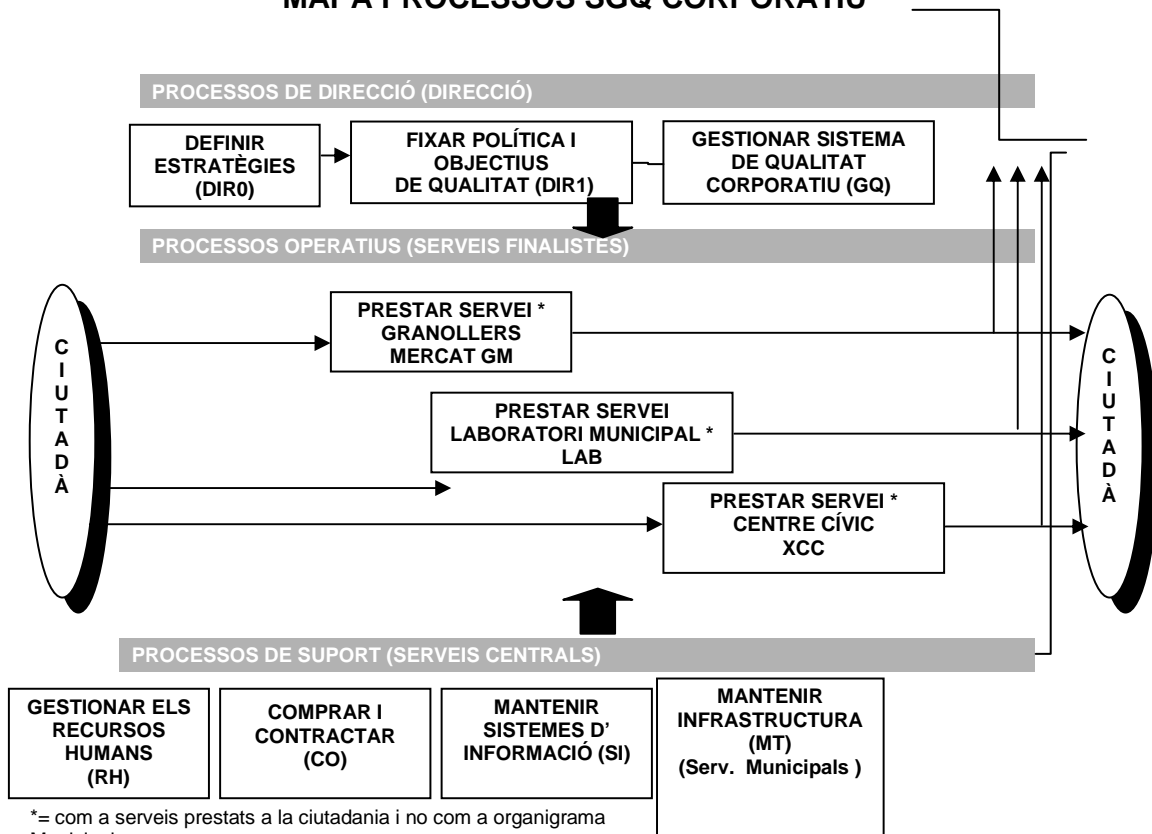 MAPA PROCESSOS SGQ CORPORATIU
PROCESSOS DE DIRECCIÓ (DIRECCIÓ)
DEFINIR
ESTRATÈGIES
(DIR0)
FIXAR POLÍTICA I
OBJECTIUS
DE QUALITAT (DIR1)
GESTIONAR SISTEMA
DE QUALITAT
CORPORATIU (GQ)
PROCESSOS OPERATIUS (SERVEIS FINALISTES)
CIUTADÀ
PRESTAR SERVEI *
GRANOLLERS
MERCAT GM
PRESTAR SERVEI
LABORATORI MUNICIPAL *
LAB
PRESTAR SERVEI *
CENTRE CÍVIC
XCC
CIUTADÀ
PROCESSOS DE SUPORT (SERVEIS CENTRALS)
GESTIONAR ELS
RECURSOS
HUMANS
(RH)
COMPRAR I
CONTRACTAR
(CO)
MANTENIR
SISTEMES D'
INFORMACIÓ (SI)
MANTENIR
INFRASTRUCTURA
(MT)
(Serv. Municipals )
*= com a serveis prestats a la ciutadania i no com a organigrama